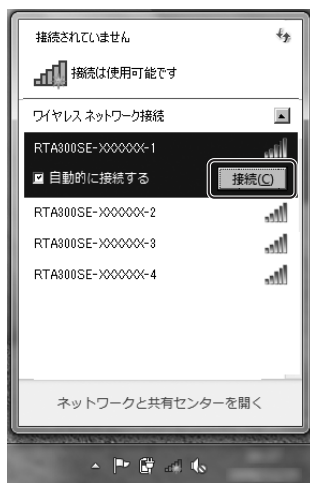 接続されていません
接続は使用可能です
ワイヤレス ネットワーク接続
RTA300SE-XXXXXX-1
自動的に接続する
接続(C)
RTA300SE-XXXXXX-2
RTA300SE-XXXXXX-3
RTA300SE-XXXXXX-4
ネットワークと共有センターを開く